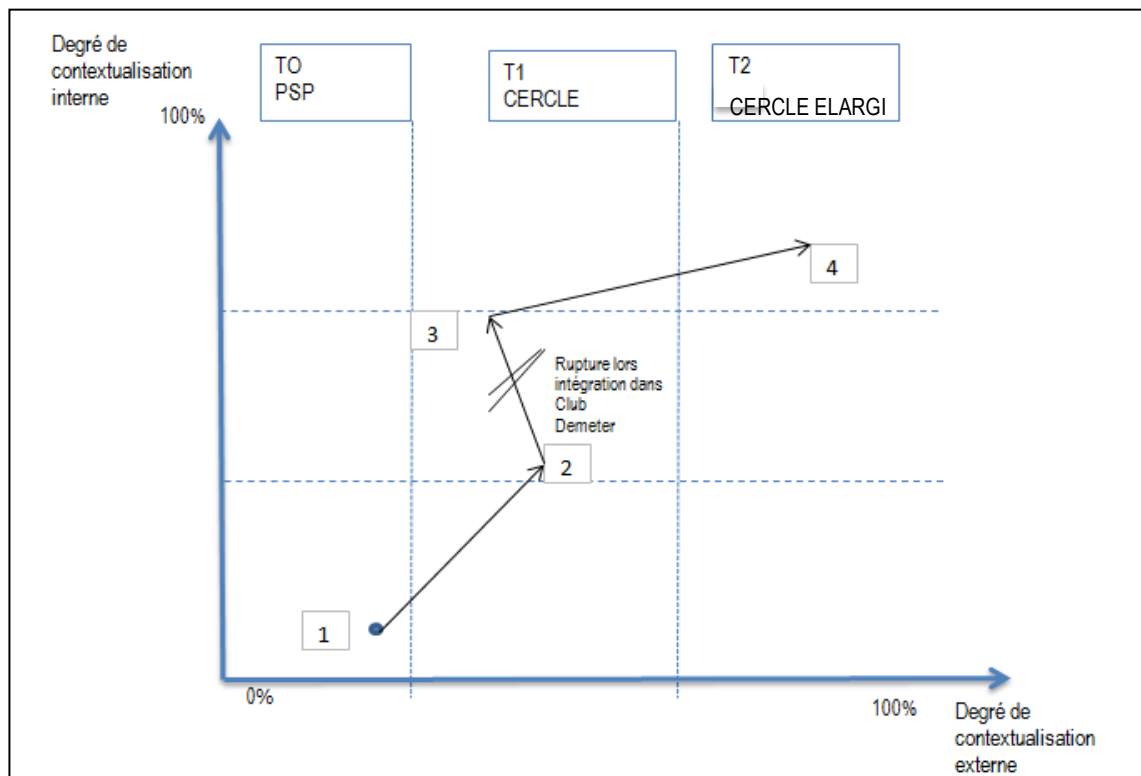 Degré de
contextualisation
interne
100%
TO
PSP
T1
CERCLE
T2
CERCLE ELARGI
4
3
Rupture lors
intégration dans
Club
Demeter
2
1
0%
100%
Degré de
contextualisation
externe